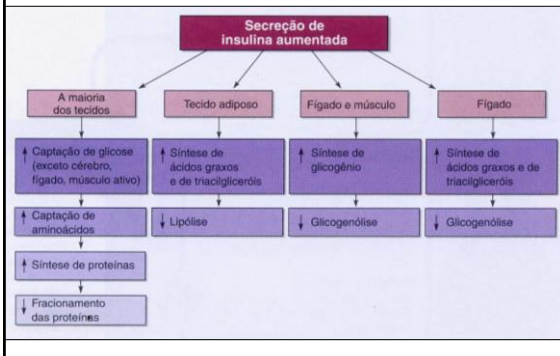 Secreção de
insulina aumentada
A maioria
dos tecidos
Tecido adiposo
Fígado e músculo
Fígado
Captação de glicose
(exceto cérebro,
fígado, músculo ativo)
Síntese de
ácidos graxos
e de triacilgliceróis
Síntese de
glicogênio
Síntese de
ácidos graxos e de
triacilgliceróis
Captação de
aminoácidos
Lipólise
Glicogenólise
Glicogenólise
Síntese de proteínas
Fracionamento
das proteínas